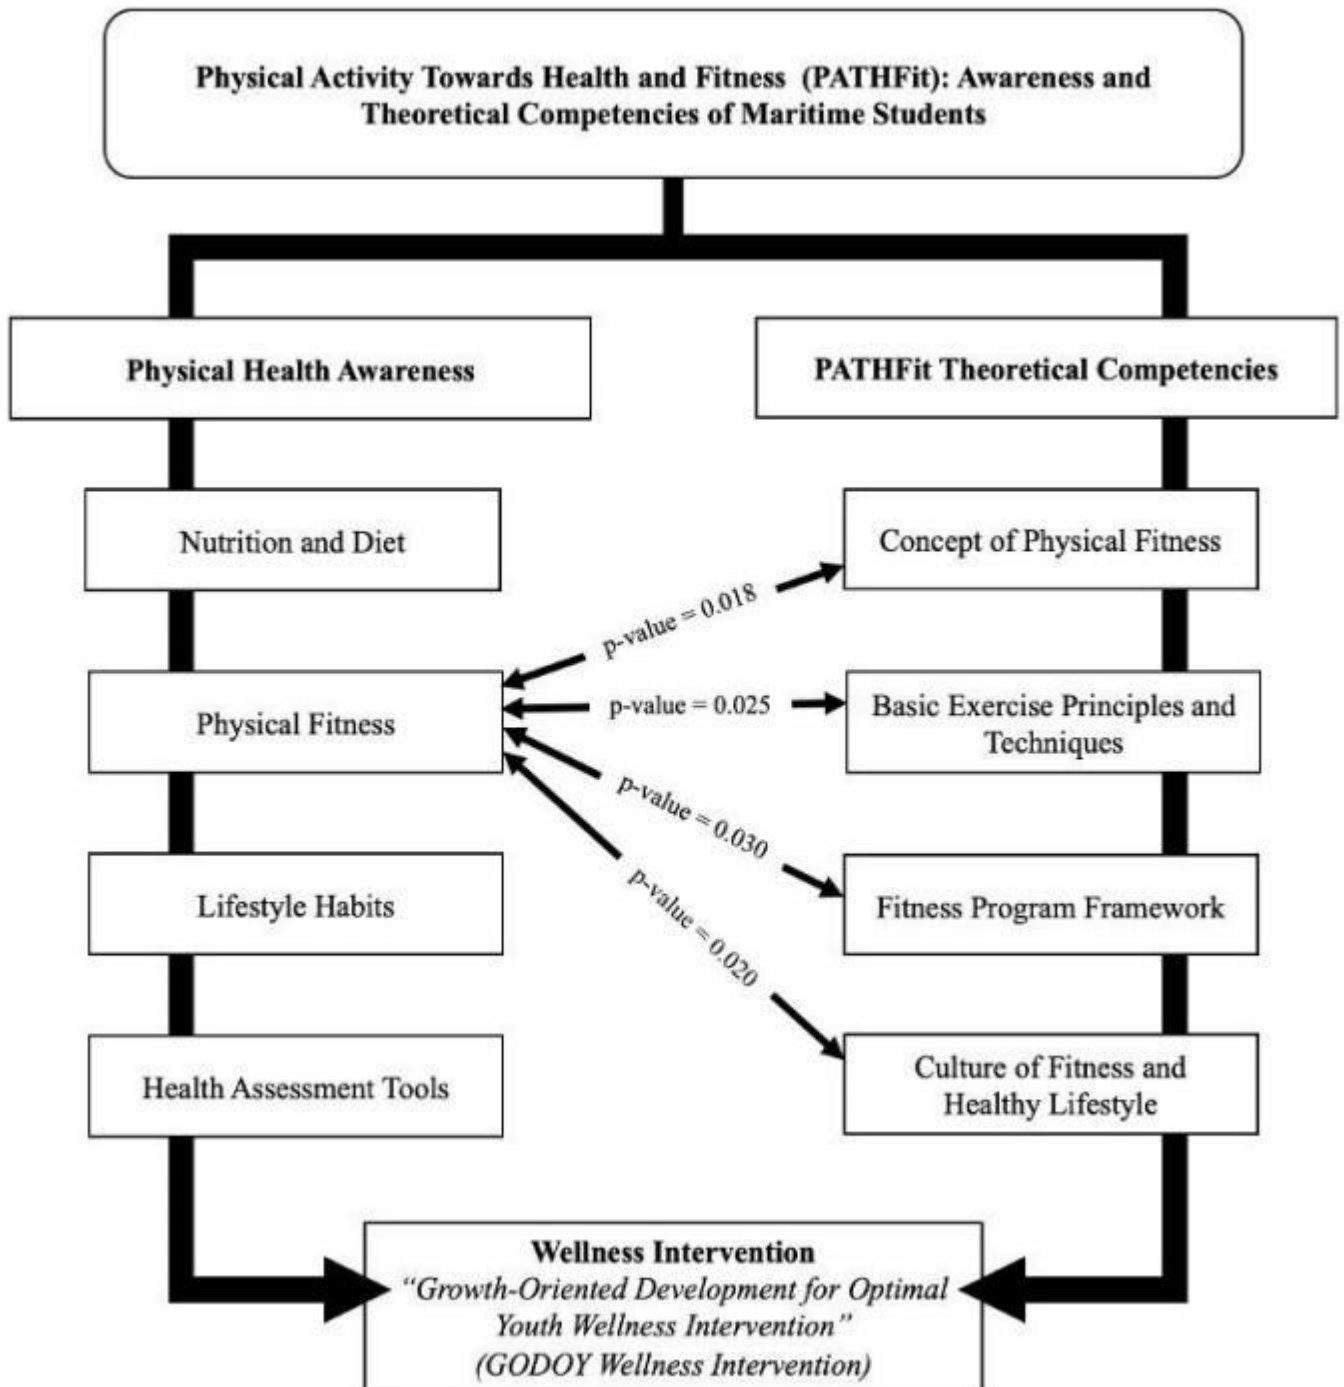 Physical Activity Towards Health and Fitness (PATHFit): Awareness and
Theoretical Competencies of Maritime Students
Physical Health Awareness
PATHFit Theoretical Competencies
Nutrition and Diet
Concept of Physical Fitness
p-value = 0.018
Physical Fitness
p-value = 0.025
Basic Exercise Principles and
Techniques
p-value = 0.030
Lifestyle Habits
Fitness Program Framework
p-value = 0.020
Health Assessment Tools
Culture of Fitness and
Healthy Lifestyle
Wellness Intervention
“Growth-Oriented Development for Optimal
Youth Wellness Intervention”
(GODOY Wellness Intervention)